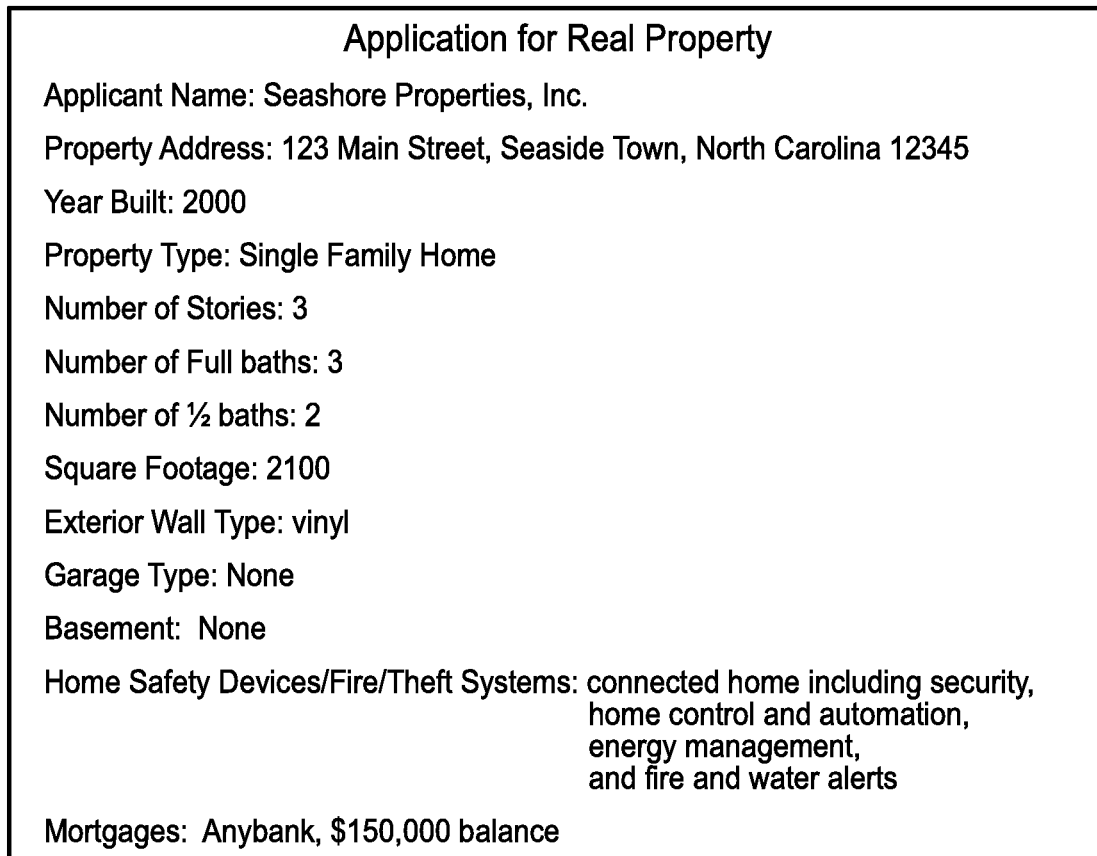 Application for Real Property
Applicant Name: Seashore Properties, Inc.
Property Address: 123 Main Street, Seaside Town, North Carolina 12345
Year Built: 2000
Property Type: Single Family Home
Number of Stories: 3
Number of Full baths: 3
Number of ½ baths: 2
Square Footage: 2100
Exterior Wall Type: vinyl
Garage Type: None
Basement:  None
Home Safety Devices/Fire/Theft Systems: connected home including security,
home control and automation,
energy management,
and fire and water alerts
Mortgages:  Anybank, $150,000 balance